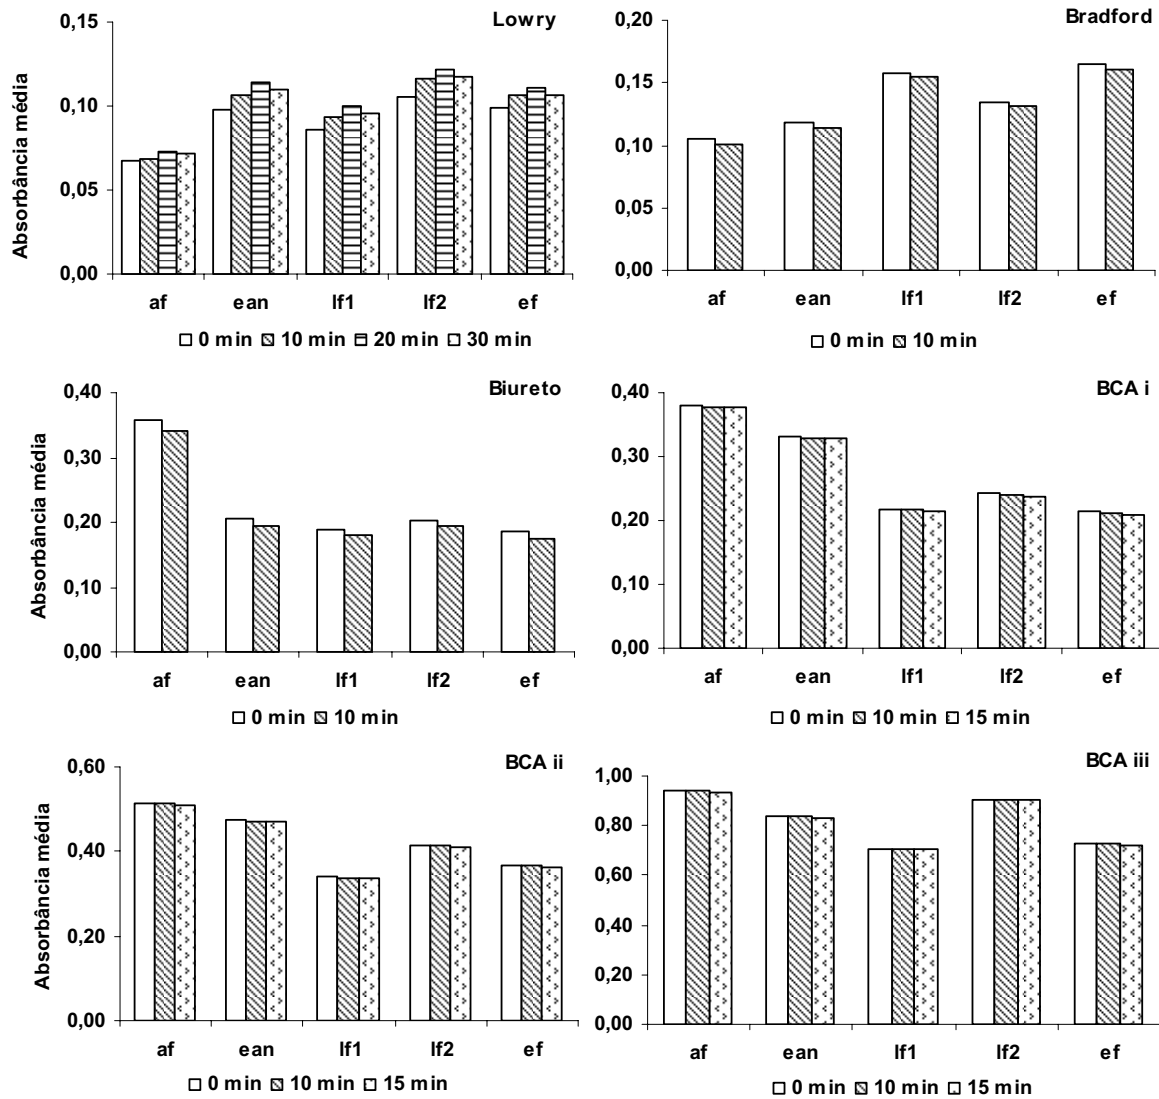 Lowry
Absorbância média
0,15
0,10
0,05
0,00
af ean lf1 lf2 ef
0 min 10 min 20 min 30 min
Bradford
0,20
0,15
0,10
0,05
0,00
af ean lf1 lf2 ef
0 min 10 min
Biureto
Absorbância média
0,40
0,30
0,20
0,10
0,00
af ean lf1 lf2 ef
0 min 10 min
BCA i
0,40
0,30
0,20
0,10
0,00
af ean lf1 lf2 ef
0 min 10 min 15 min
BCA ii
Absorbância média
0,60
0,40
0,20
0,00
af ean lf1 lf2 ef
0 min 10 min 15 min
BCA iii
1,00
0,80
0,60
0,40
0,20
0,00
af ean lf1 lf2 ef
0 min 10 min 15 min